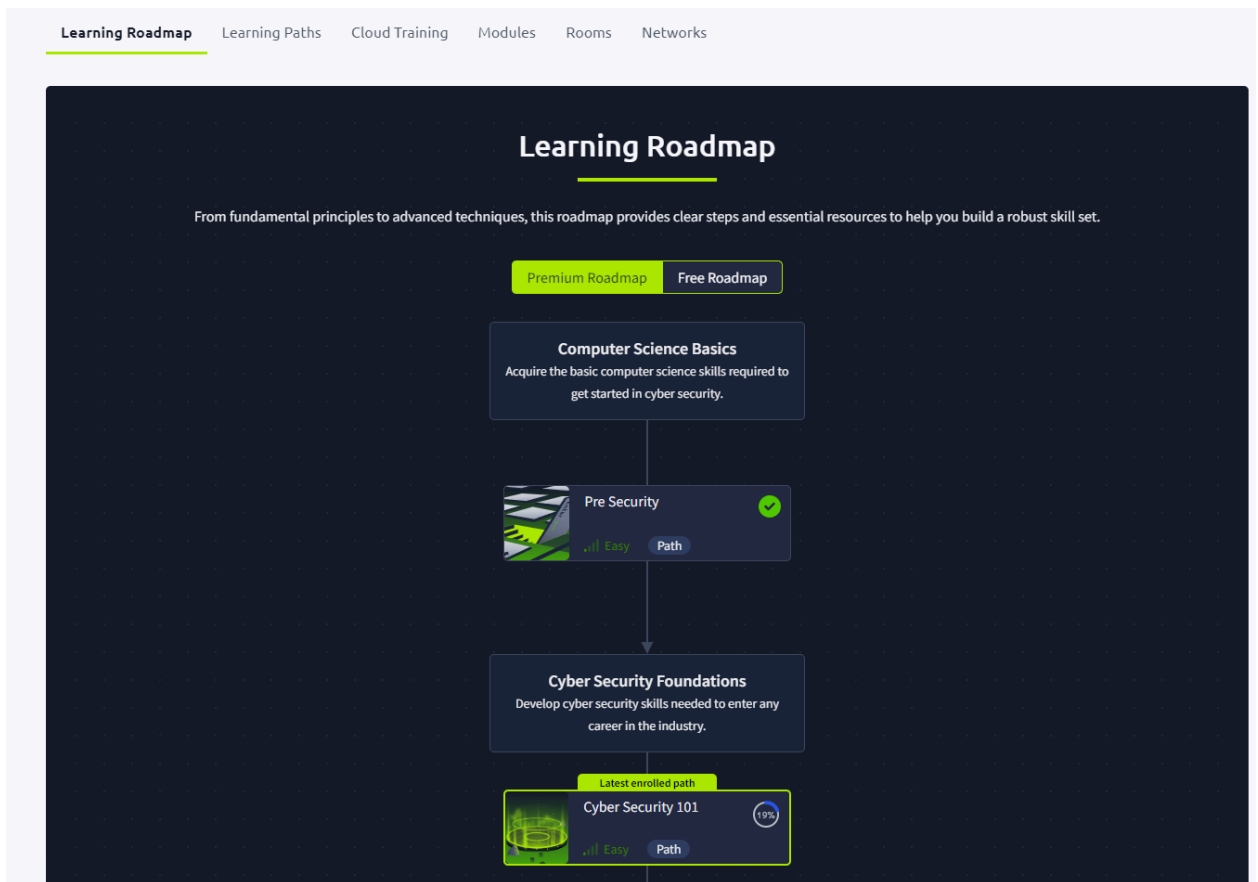 Learning Roadmap
Learning Paths
Cloud Training
Modules
Rooms
Networks
Learning Roadmap
From fundamental principles to advanced techniques, this roadmap provides clear steps and essential resources to help you build a robust skill set.
Premium Roadmap
Free Roadmap
Computer Science Basics
Acquire the basic computer science skills required to
get started in cyber security.
Pre Security
Easy
Path
Cyber Security Foundations
Develop cyber security skills needed to enter any
career in the industry.
Latest enrolled path
Cyber Security 101
19%
Easy
Path